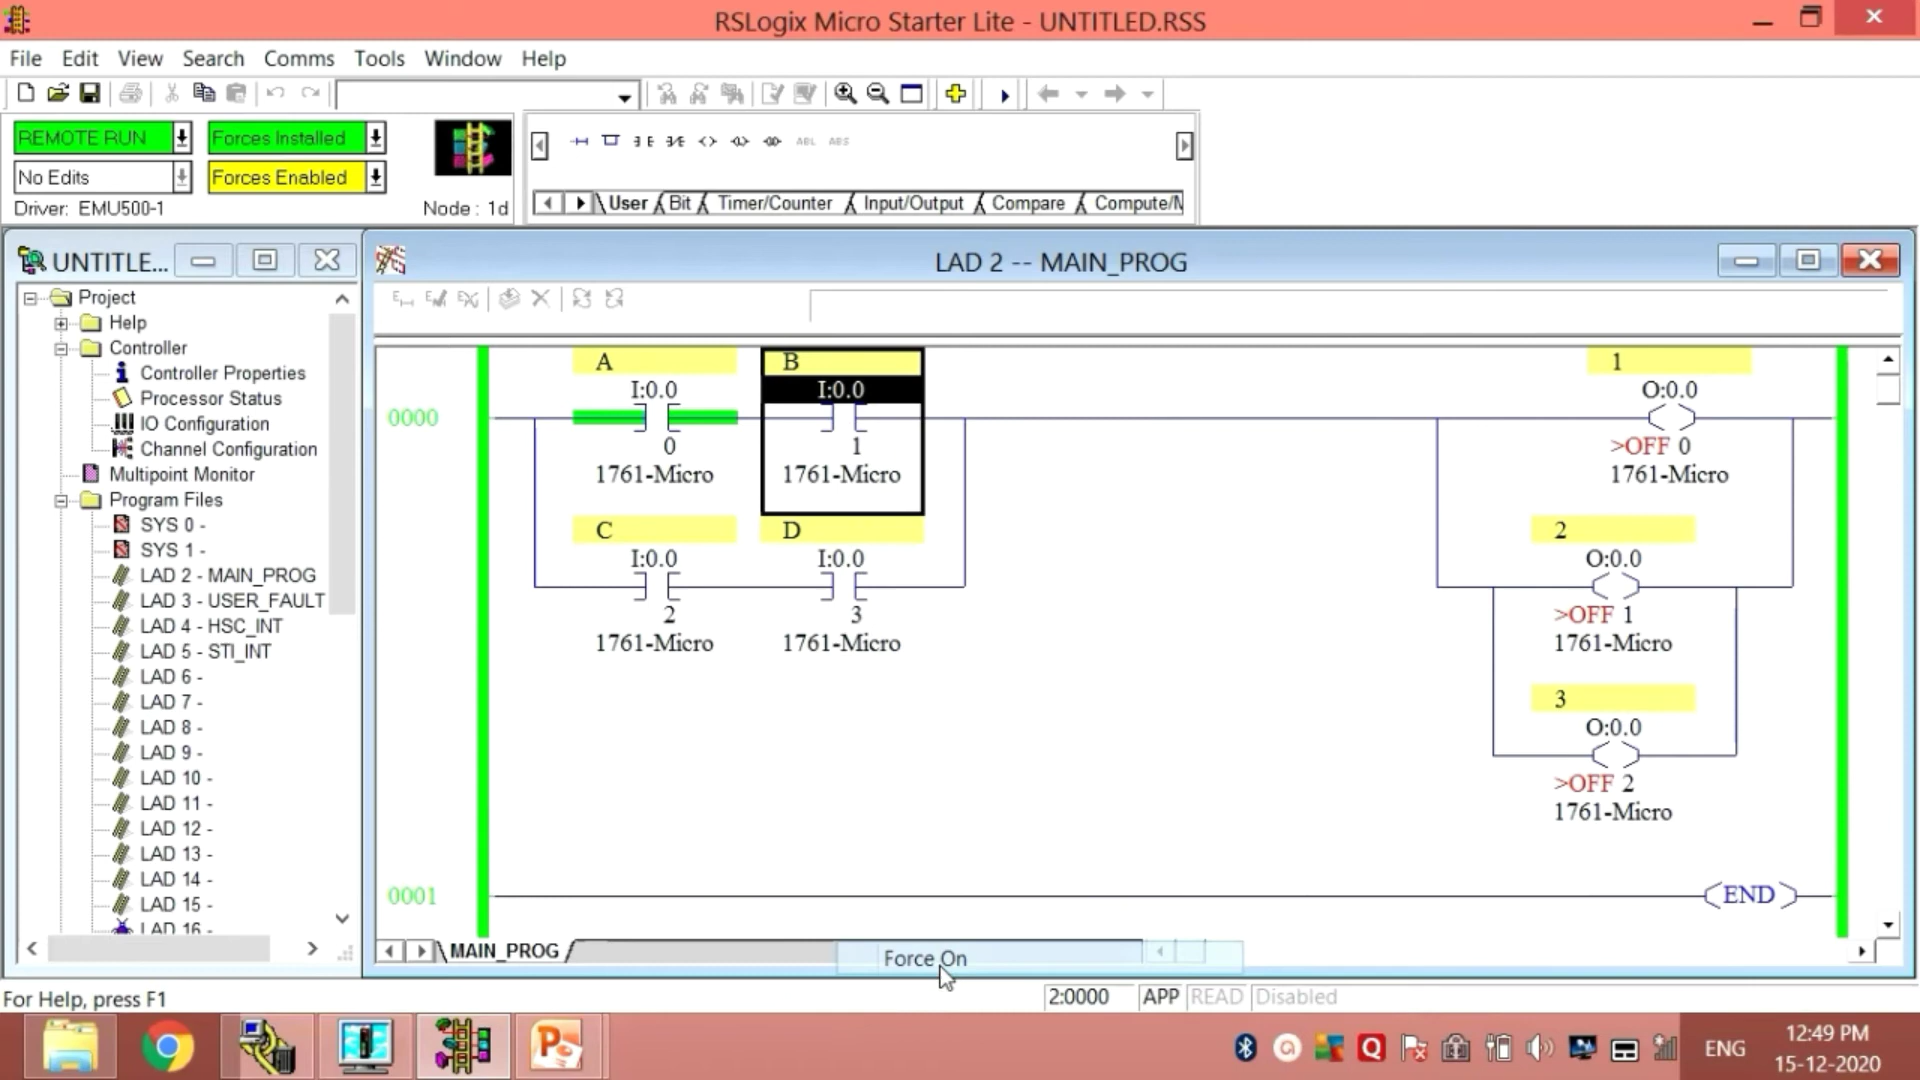 RSLogix Micro Starter Lite - UNTITLED.RSS
File Edit View Search Comms Tools Window Help
REMOTE RUN Forces Installed
No Edits Forces Enabled
Driver: EMU500-1 Node : 1d
ABL ABS
User Bit Timer/Counter Input/Output Compare Compute/M
UNTITLE...
LAD 2 -- MAIN_PROG
Project
Help
Controller
Controller Properties
Processor Status
IO Configuration
Channel Configuration
Multipoint Monitor
Program Files
SYS 0 -
SYS 1 -
LAD 2 - MAIN_PROG
LAD 3 - USER_FAULT
LAD 4 - HSC_INT
LAD 5 - STI_INT
LAD 6 -
LAD 7 -
LAD 8 -
LAD 9 -
LAD 10 -
LAD 11 -
LAD 12 -
LAD 13 -
LAD 14 -
LAD 15 -
LAD 16 -
A B 1
I:0.0 I:0.0 O:0.0
0000
0 1 >OFF 0
1761-Micro 1761-Micro 1761-Micro
C D 2
I:0.0 I:0.0 O:0.0
2 3 >OFF 1
1761-Micro 1761-Micro 1761-Micro
3
O:0.0
>OFF 2
1761-Micro
0001 END
MAIN_PROG
Force On
For Help, press F1 2:0000 APP READ Disabled
ENG 12:49 PM
15-12-2020